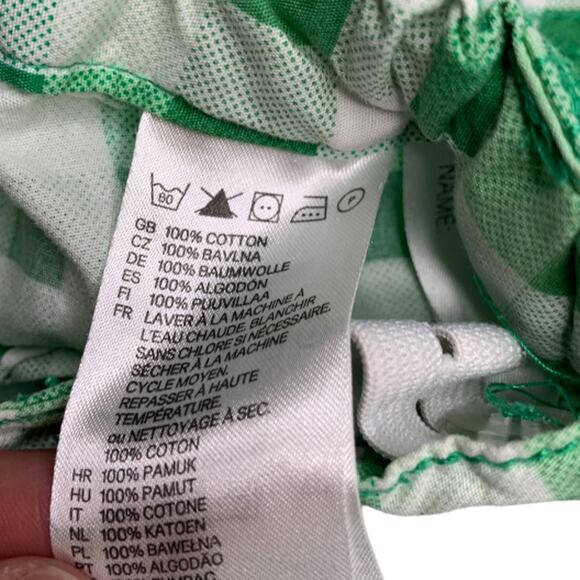 60
P
NAME
GB 100% COTTON
CZ 100% BAVLNA
DE 100% BAUMWOLLE
ES 100% ALGODÓN
FI 100% PUUVILLAA
FR LAVER À LA MACHINE À
L'EAU CHAUDE. BLANCHIR
SANS CHLORE SI NÉCESSAIRE.
SÉCHER À LA MACHINE
CYCLE MOYEN.
REPASSER À HAUTE
TEMPÉRATURE.
ou NETTOYAGE À SEC.
100% COTON
HR 100% PAMUK
HU 100% PAMUT
IT 100% COTONE
NL 100% KATOEN
PL 100% BAWEŁNA
PT 100% ALGODÃO